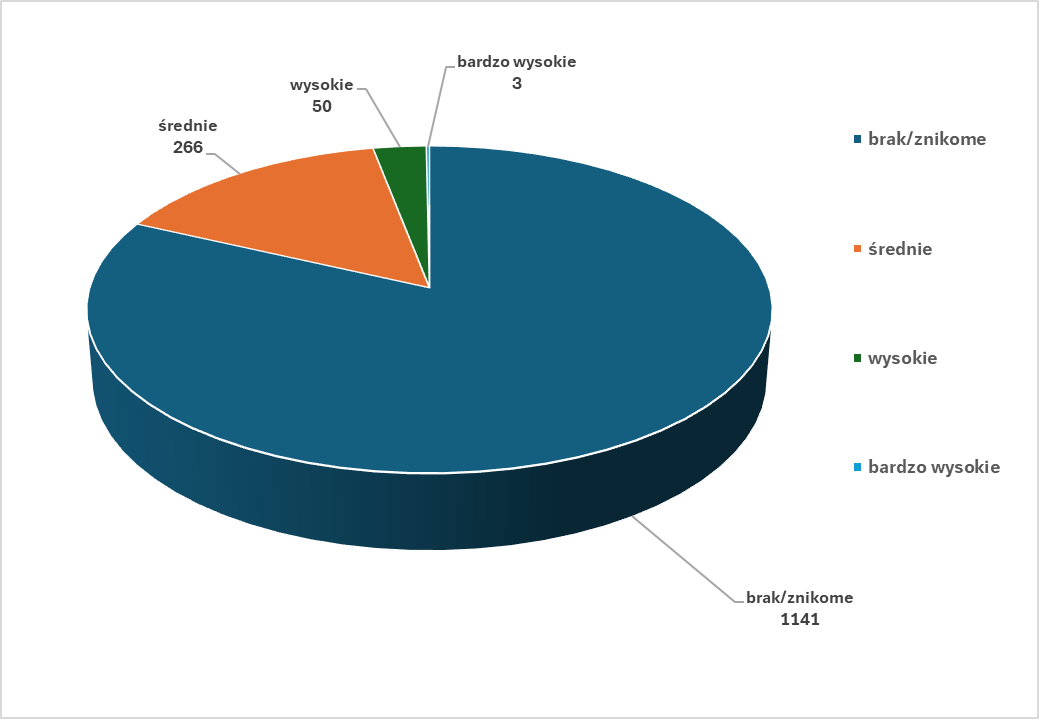 bardzo wysokie
3
wysokie
50
średnie
266
brak/znikome
1141
brak/znikome
średnie
wysokie
bardzo wysokie